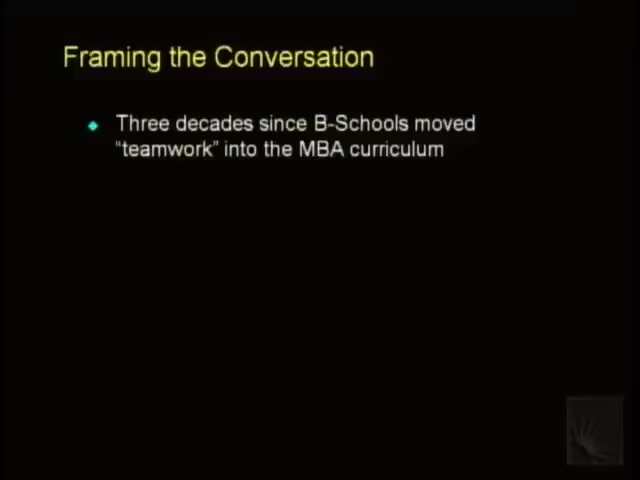 Framing the Conversation
Three decades since B-Schools moved
“teamwork” into the MBA curriculum